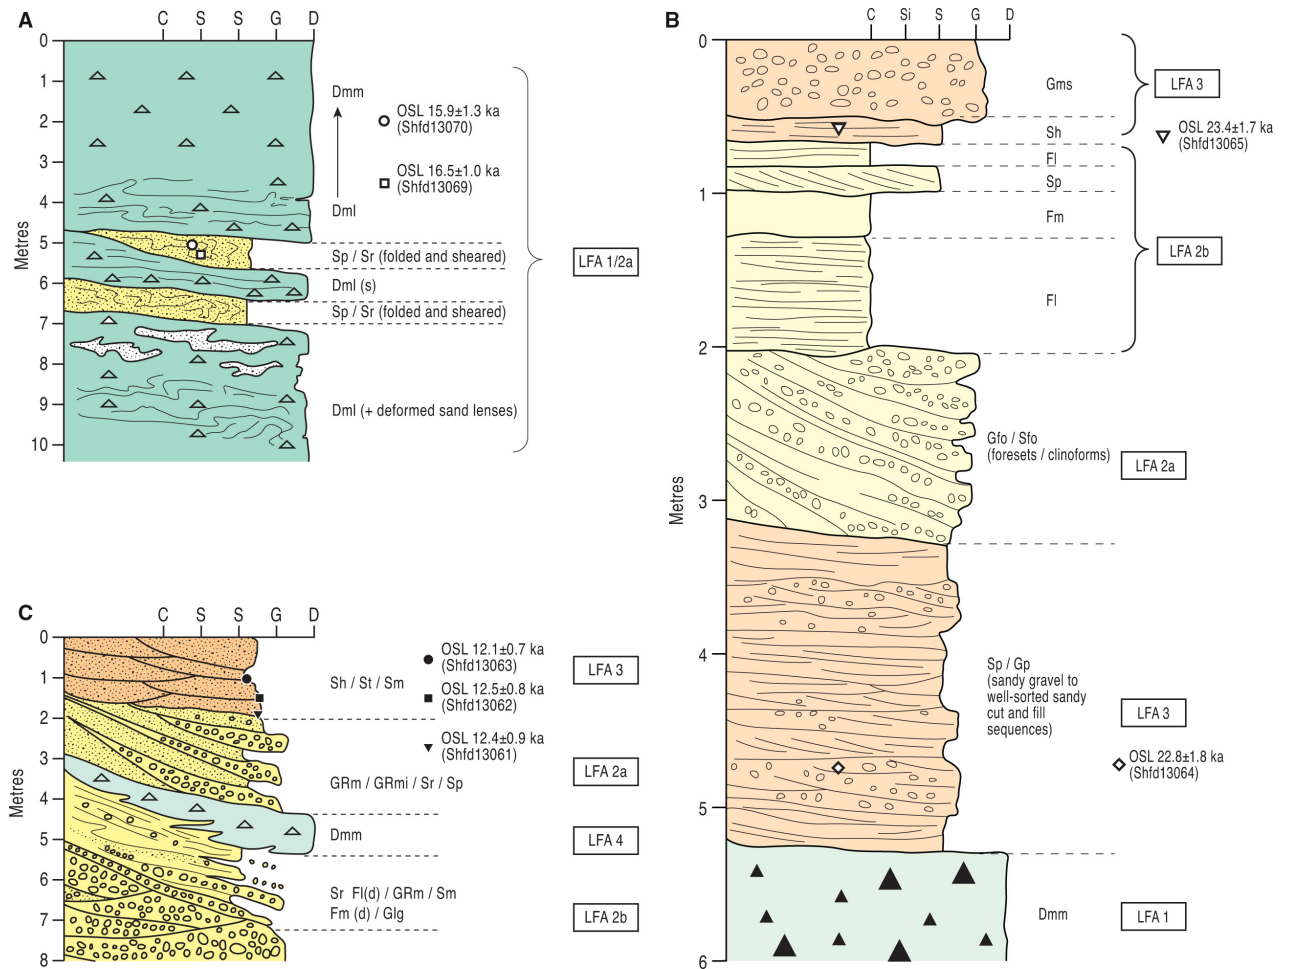 A
C S S G D
0
1
2
3
4
5
6
7
8
9
10
Metres
Dmm
Dml
OSL 15.9±1.3 ka
(Shfd13070)
OSL 16.5±1.0 ka
(Shfd13069)
Sp / Sr (folded and sheared)
Dml (s)
Sp / Sr (folded and sheared)
Dml (+ deformed sand lenses)
LFA 1/2a
B
C Si S G D
0
1
2
3
4
5
6
Metres
Gms
Sh
Fl
Sp
Fm
Fl
LFA 3
OSL 23.4±1.7 ka
(Shfd13065)
LFA 2b
Gfo / Sfo
(foresets / clinoforms)
LFA 2a
Sp / Gp
(sandy gravel to
well-sorted sandy
cut and fill
sequences)
LFA 3
OSL 22.8±1.8 ka
(Shfd13064)
Dmm
LFA 1
C
C S S G D
0
1
2
3
4
5
6
7
8
Metres
Sh / St / Sm
OSL 12.1±0.7 ka
(Shfd13063)
OSL 12.5±0.8 ka
(Shfd13062)
OSL 12.4±0.9 ka
(Shfd13061)
LFA 3
GRm / GRmi / Sr / Sp
LFA 2a
Dmm
LFA 4
Sr Fl(d) / GRm / Sm
Fm (d) / Glg
LFA 2b